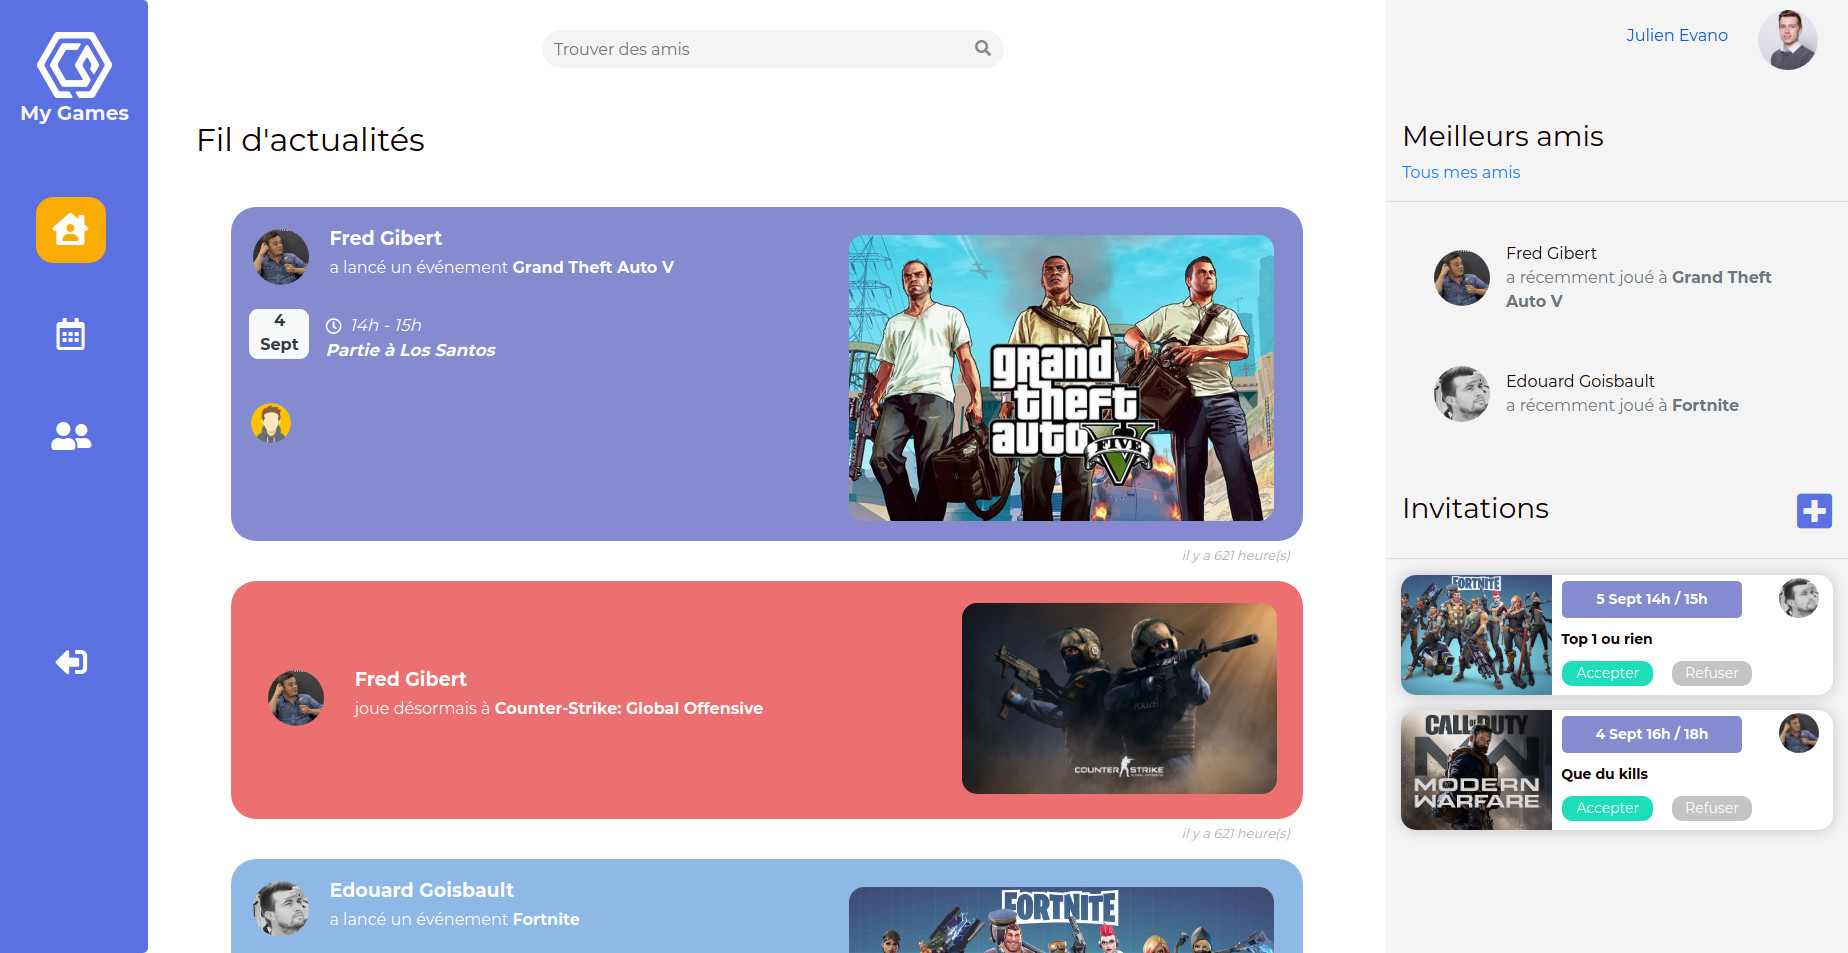 My Games
Trouver des amis
Fil d'actualités
Fred Gibert
a lancé un événement Grand Theft Auto V
4
Sept
14h - 15h
Partie à Los Santos
grand
theft
auto
V
FIVE
il y a 621 heure(s)
Fred Gibert
joue désormais à Counter-Strike: Global Offensive
POLIZEI
COUNTER STRIKE
GLOBAL OFFENSIVE
il y a 621 heure(s)
Edouard Goisbault
a lancé un événement Fortnite
FORTNITE
Julien Evano
Meilleurs amis
Tous mes amis
Fred Gibert
a récemment joué à Grand Theft
Auto V
Edouard Goisbault
a récemment joué à Fortnite
Invitations
FORTNITE
5 Sept 14h / 15h
Top 1 ou rien
Accepter
Refuser
CALL OF DUTY
MW
MODERN
WARFARE
4 Sept 16h / 18h
Que du kills
Accepter
Refuser